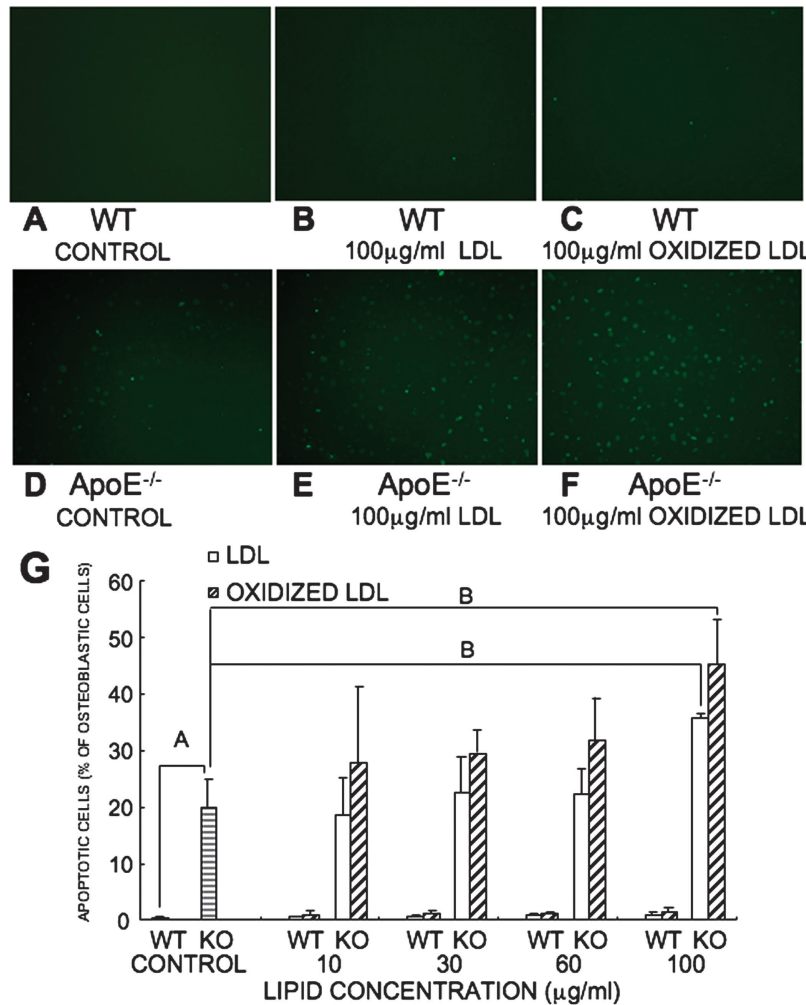 A WT
CONTROL
B WT
100µg/ml LDL
C WT
100µg/ml OXIDIZED LDL
D ApoE-/-
CONTROL
E ApoE-/-
100µg/ml LDL
F ApoE-/-
100µg/ml OXIDIZED LDL
G
LDL
OXIDIZED LDL
APOPTOTIC CELLS (% OF OSTEOBLASTIC CELLS)
60
50
40
30
20
10
0
A
B
B
WT KO WT KO WT KO WT KO WT KO
CONTROL 10 30 60 100
LIPID CONCENTRATION (µg/ml)